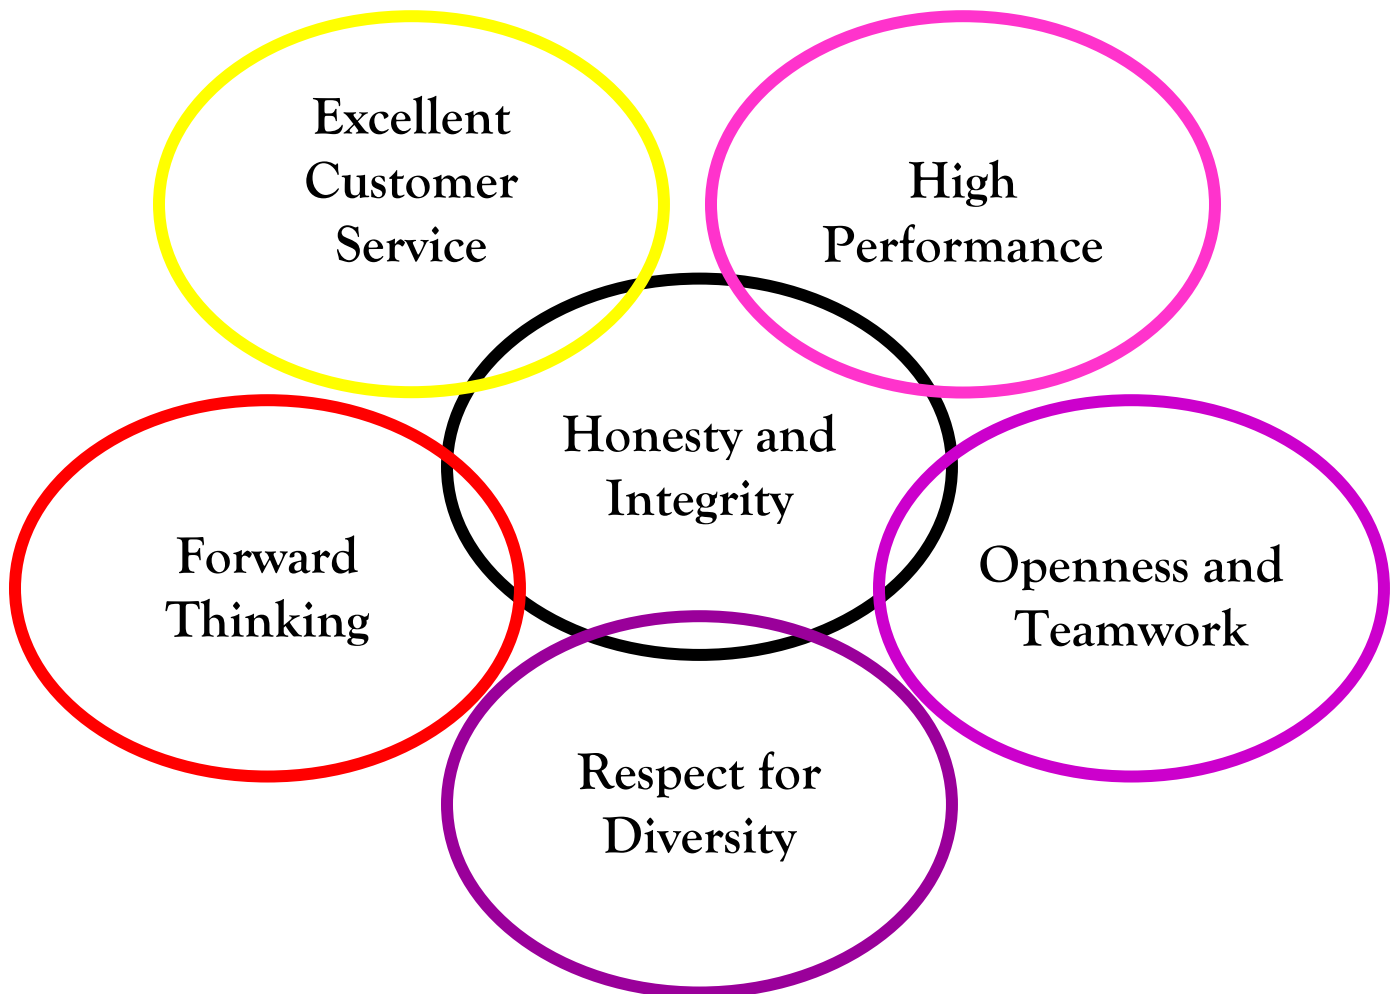 Excellent
Customer
Service
High
Performance
Honesty and
Integrity
Forward
Thinking
Openness and
Teamwork
Respect for
Diversity